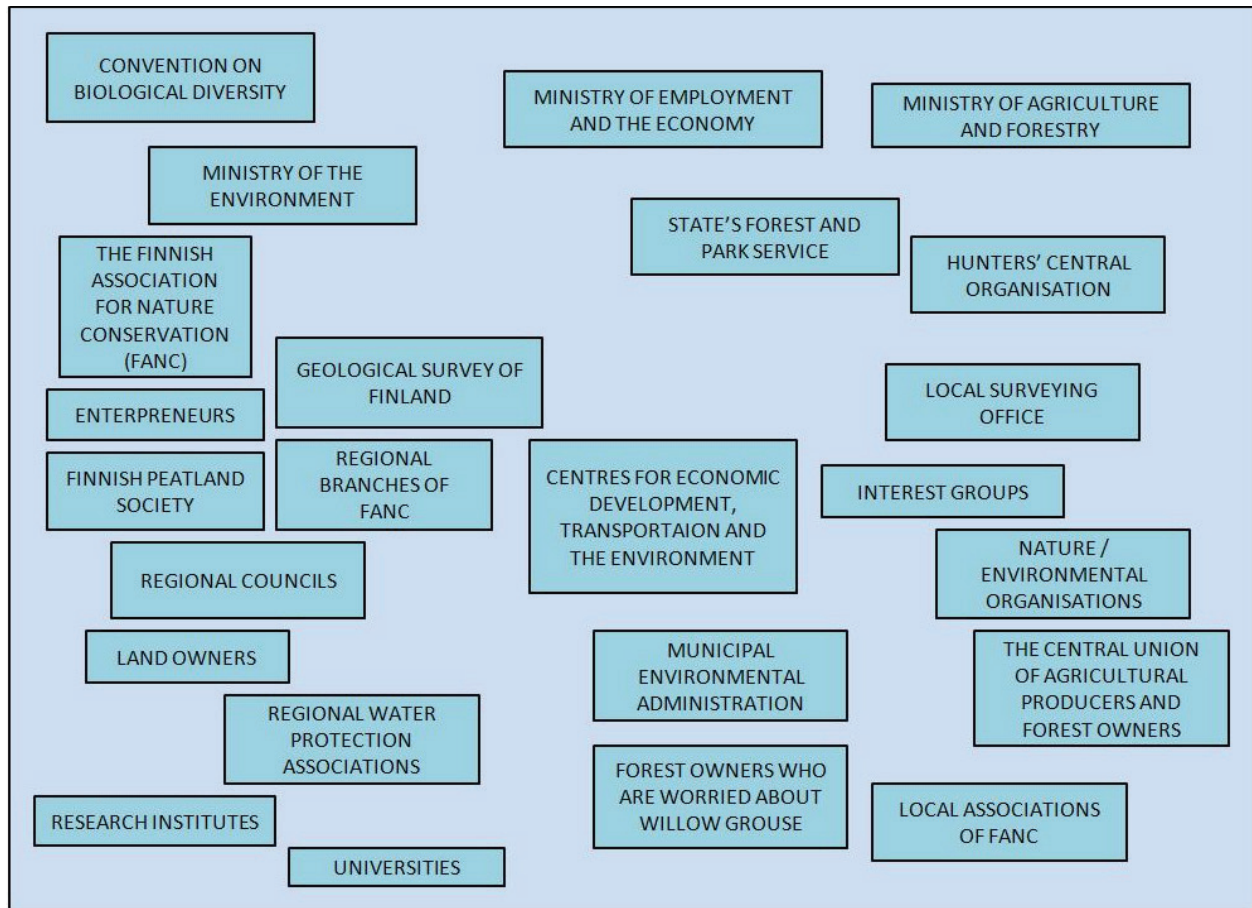 CONVENTION ON
BIOLOGICAL DIVERSITY
MINISTRY OF EMPLOYMENT
AND THE ECONOMY
MINISTRY OF AGRICULTURE
AND FORESTRY
MINISTRY OF THE
ENVIRONMENT
STATE'S FOREST AND
PARK SERVICE
THE FINNISH
ASSOCIATION
FOR NATURE
CONSERVATION
(FANC)
HUNTERS' CENTRAL
ORGANISATION
GEOLOGICAL SURVEY OF
FINLAND
LOCAL SURVEYING
OFFICE
ENTERPRENEURS
FINNISH PEATLAND
SOCIETY
REGIONAL
BRANCHES OF
FANC
CENTRES FOR ECONOMIC
DEVELOPMENT,
TRANSPORTAION AND
THE ENVIRONMENT
INTEREST GROUPS
NATURE /
ENVIRONMENTAL
ORGANISATIONS
REGIONAL COUNCILS
LAND OWNERS
MUNICIPAL
ENVIRONMENTAL
ADMINISTRATION
THE CENTRAL UNION
OF AGRICULTURAL
PRODUCERS AND
FOREST OWNERS
REGIONAL WATER
PROTECTION
ASSOCIATIONS
FOREST OWNERS WHO
ARE WORRIED ABOUT
WILLOW GROUSE
LOCAL ASSOCIATIONS
OF FANC
RESEARCH INSTITUTES
UNIVERSITIES